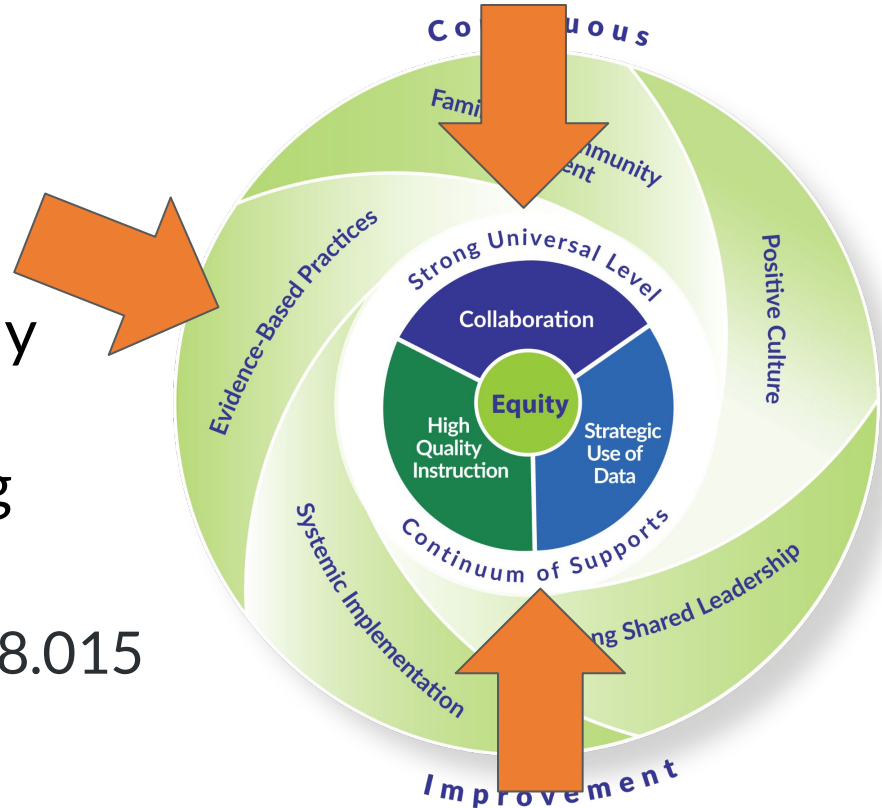 Co uous
Fami mmunity
ent
Positive Culture
Evidence-Based Practices
Strong Universal Level
Collaboration
Equity
High
Quality
Instruction
Strategic
Use of
Data
Continuum of Supports
Systemic Implementation
ng Shared Leadership
Improvement
y
g
8.015